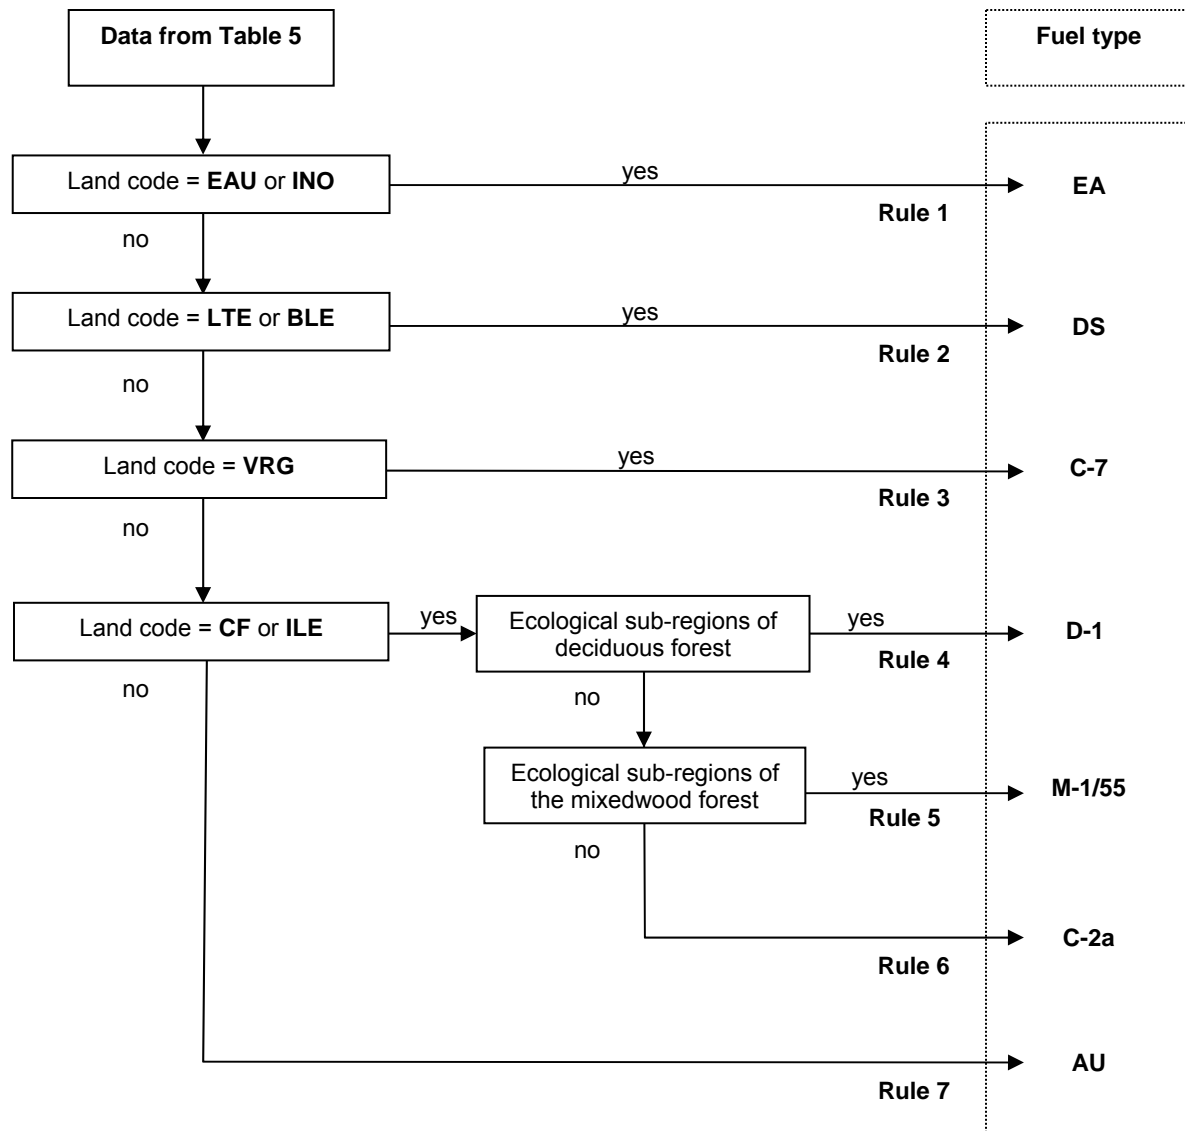 Data from Table 5
Fuel type
Land code = EAU or INO
yes
Rule 1
EA
no
Land code = LTE or BLE
yes
Rule 2
DS
no
Land code = VRG
yes
Rule 3
C-7
no
Land code = CF or ILE
yes
Ecological sub-regions of
deciduous forest
yes
Rule 4
D-1
no
no
Ecological sub-regions of
the mixedwood forest
yes
Rule 5
M-1/55
no
Rule 6
C-2a
Rule 7
AU